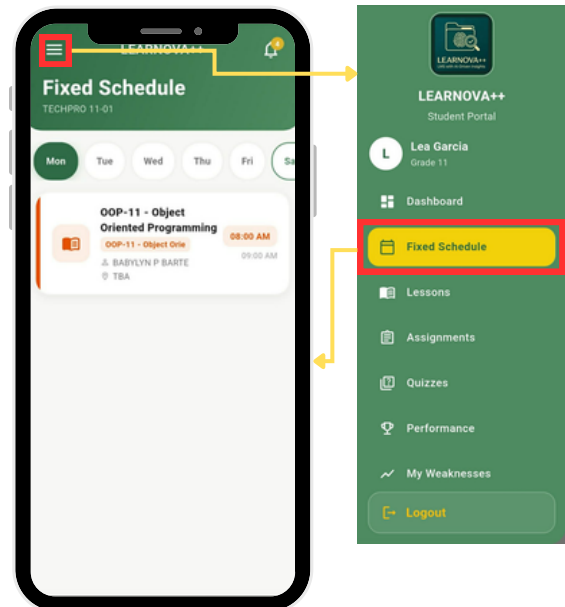 LEARNOVA++
4
Fixed Schedule
TECHPRO 11-01
Mon
Tue
Wed
Thu
Fri
Sa
OOP-11 - Object
Oriented Programming
OOP-11 - Object Orie
08:00 AM
09:00 AM
BABYLYN P BARTE
TBA
LEARNOVA++
LEARNOVA++
Student Portal
L
Lea Garcia
Grade 11
Dashboard
Fixed Schedule
Lessons
Assignments
Quizzes
Performance
My Weaknesses
Logout